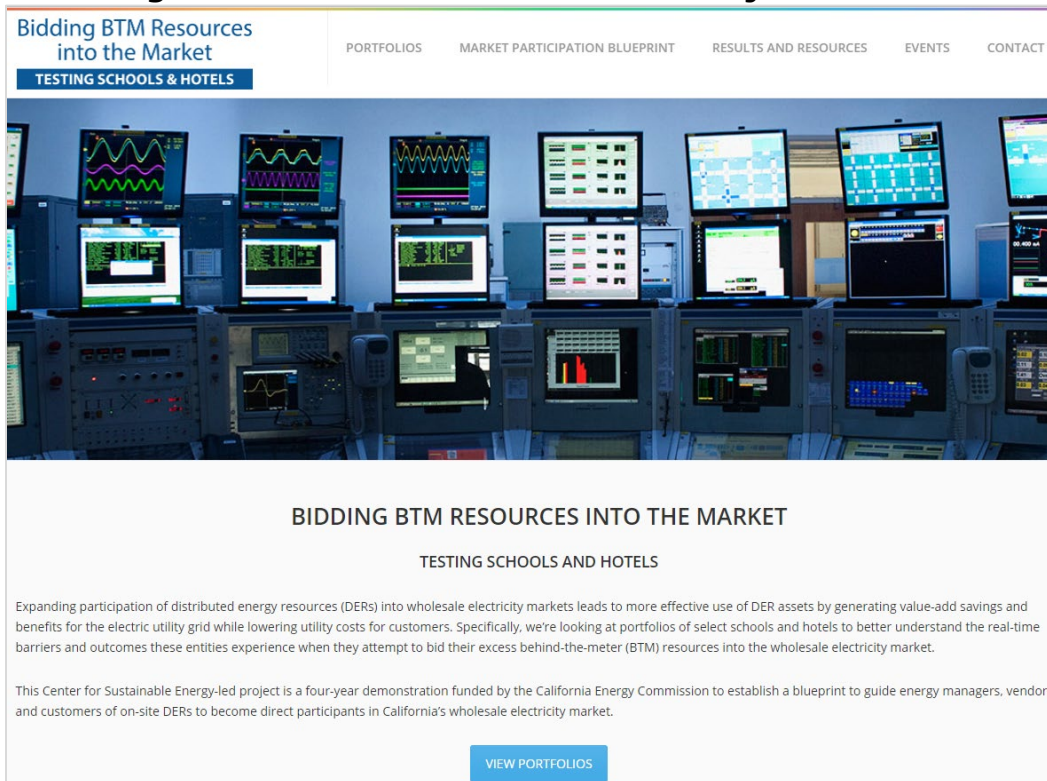 Bidding BTM Resources
into the Market
TESTING SCHOOLS & HOTELS
PORTFOLIOS
MARKET PARTICIPATION BLUEPRINT
RESULTS AND RESOURCES
EVENTS
CONTACT
00.400 mA
BIDDING BTM RESOURCES INTO THE MARKET
TESTING SCHOOLS AND HOTELS
Expanding participation of distributed energy resources (DERs) into wholesale electricity markets leads to more effective use of DER assets by generating value-add savings and
benefits for the electric utility grid while lowering utility costs for customers. Specifically, we're looking at portfolios of select schools and hotels to better understand the real-time
barriers and outcomes these entities experience when they attempt to bid their excess behind-the-meter (BTM) resources into the wholesale electricity market.
This Center for Sustainable Energy-led project is a four-year demonstration funded by the California Energy Commission to establish a blueprint to guide energy managers, vendor
and customers of on-site DERs to become direct participants in California's wholesale electricity market.
VIEW PORTFOLIOS